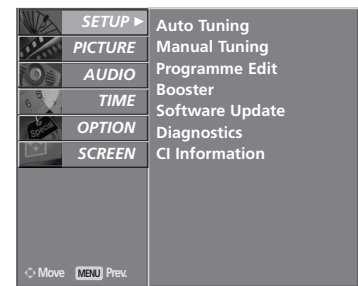 SETUP ►
PICTURE
AUDIO
TIME
OPTION
SCREEN
Auto Tuning
Manual Tuning
Programme Edit
Booster
Software Update
Diagnostics
CI Information
Special
Move MENU Prev.